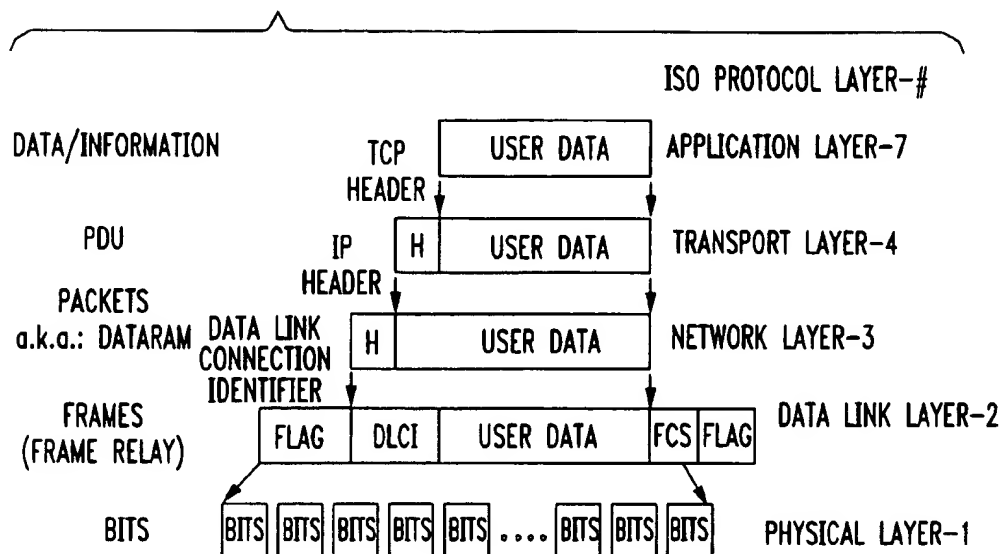 ISO PROTOCOL LAYER-#
DATA/INFORMATION
TCP
HEADER
USER DATA
APPLICATION LAYER-7
PDU
IP
HEADER
H
USER DATA
TRANSPORT LAYER-4
PACKETS
a.k.a.: DATARAM
DATA LINK
CONNECTION
IDENTIFIER
H
USER DATA
NETWORK LAYER-3
FRAMES
(FRAME RELAY)
FLAG
DLCI
USER DATA
FCS
FLAG
DATA LINK LAYER-2
BITS
BITS BITS BITS BITS BITS .... BITS BITS BITS
PHYSICAL LAYER-1